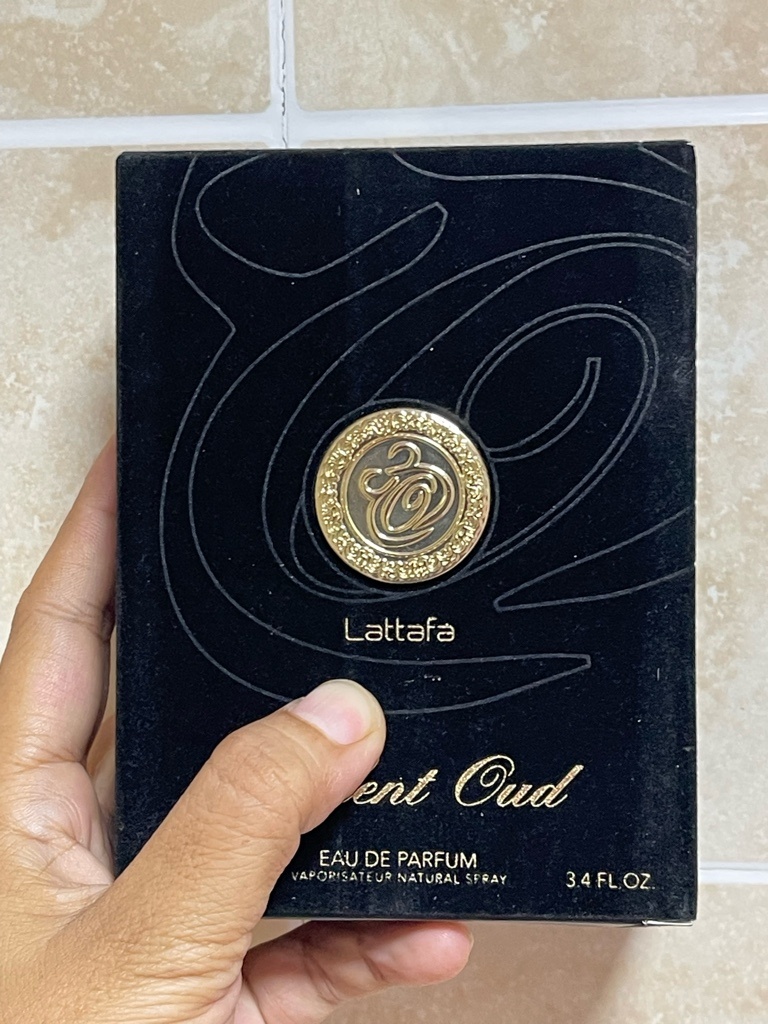 Lattafa
Oud
EAU DE PARFUM
VAPORISATEUR NATURAL SPRAY
3.4 FL.OZ.